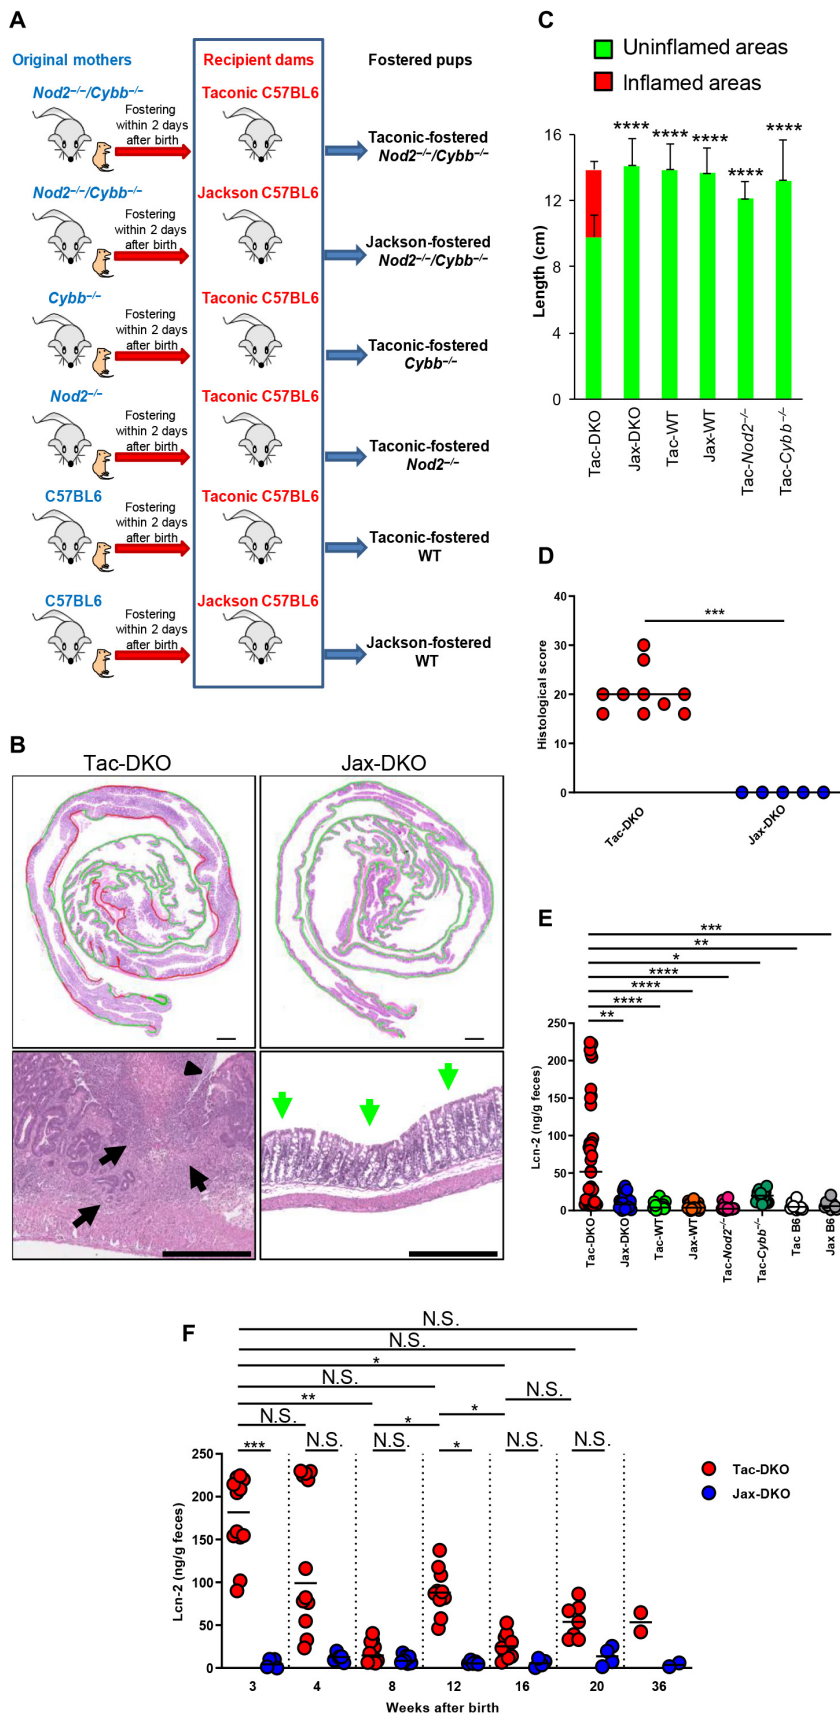 A
Original mothers
Recipient dams
Fostered pups
Nod2–/–/Cybb–/–
Taconic C57BL6
Fostering
within 2 days
after birth
Taconic-fostered
Nod2–/–/Cybb–/–
Nod2–/–/Cybb–/–
Jackson C57BL6
Fostering
within 2 days
after birth
Jackson-fostered
Nod2–/–/Cybb–/–
Cybb–/–
Taconic C57BL6
Fostering
within 2 days
after birth
Taconic-fostered
Cybb–/–
Nod2–/–
Taconic C57BL6
Fostering
within 2 days
after birth
Taconic-fostered
Nod2–/–
C57BL6
Taconic C57BL6
Fostering
within 2 days
after birth
Taconic-fostered
WT
C57BL6
Jackson C57BL6
Fostering
within 2 days
after birth
Jackson-fostered
WT
B
Tac-DKO
Jax-DKO
C
Uninflamed areas
Inflamed areas
**** **** **** **** ****
Length (cm)
16
12
8
4
0
Tac-DKO
Jax-DKO
Tac-WT
Jax-WT
Tac-Nod2–/–
Tac-Cybb–/–
D
Histological score
40
30
20
10
0
***
Tac-DKO
Jax-DKO
E
***
**
*
****
****
****
**
Lcn-2 (ng/g feces)
250
200
150
100
50
0
Tac-DKO
Jax-DKO
Tac-WT
Jax-WT
Tac-Nod2–/–
Tac-Cybb–/–
Tac B6
Jax B6
F
N.S.
N.S.
*
N.S.
N.S.
**
*
N.S.
*
*** N.S. N.S. * N.S. N.S.
Lcn-2 (ng/g feces)
250
200
150
100
50
0
3 4 8 12 16 20 36
Weeks after birth
Tac-DKO
Jax-DKO